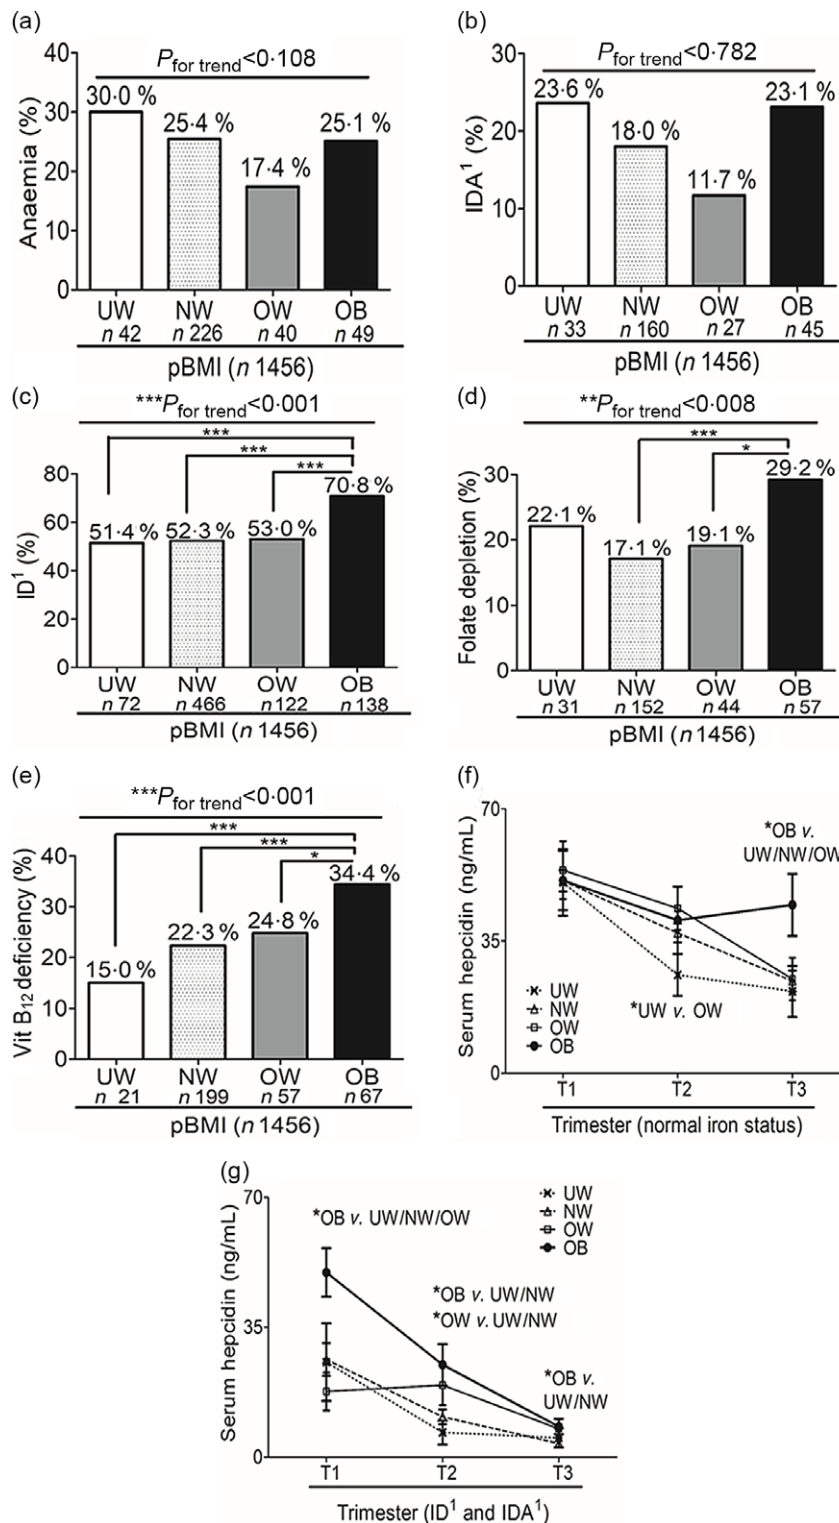 (a)
P for trend<0·108
Anaemia (%)
40
30
20
10
0
30·0 %
25·4 %
17·4 %
25·1 %
UW NW OW OB
n 42 n 226 n 40 n 49
pBMI (n 1456)
(b)
P for trend<0·782
IDA¹ (%)
30
20
10
0
23·6 %
18·0 %
11·7 %
23·1 %
UW NW OW OB
n 33 n 160 n 27 n 45
pBMI (n 1456)
(c)
***P for trend<0·001
***
***
***
ID¹ (%)
80
60
40
20
0
51·4 %
52·3 %
53·0 %
70·8 %
UW NW OW OB
n 72 n 466 n 122 n 138
pBMI (n 1456)
(d)
**P for trend<0·008
***
*
Folate depletion (%)
30
20
10
0
22·1 %
17·1 %
19·1 %
29·2 %
UW NW OW OB
n 31 n 152 n 44 n 57
pBMI (n 1456)
(e)
***P for trend<0·001
***
***
*
Vit B₁₂ deficiency (%)
40
30
20
10
0
15·0 %
22·3 %
24·8 %
34·4 %
UW NW OW OB
n 21 n 199 n 57 n 67
pBMI (n 1456)
(f)
Serum hepcidin (ng/mL)
70
35
0
*OB v.
UW/NW/OW
*UW v. OW
UW
NW
OW
OB
T1 T2 T3
Trimester (normal iron status)
(g)
Serum hepcidin (ng/mL)
70
35
0
UW
NW
OW
OB
*OB v. UW/NW/OW
*OB v. UW/NW
*OW v. UW/NW
*OB v.
UW/NW
T1 T2 T3
Trimester (ID¹ and IDA¹)